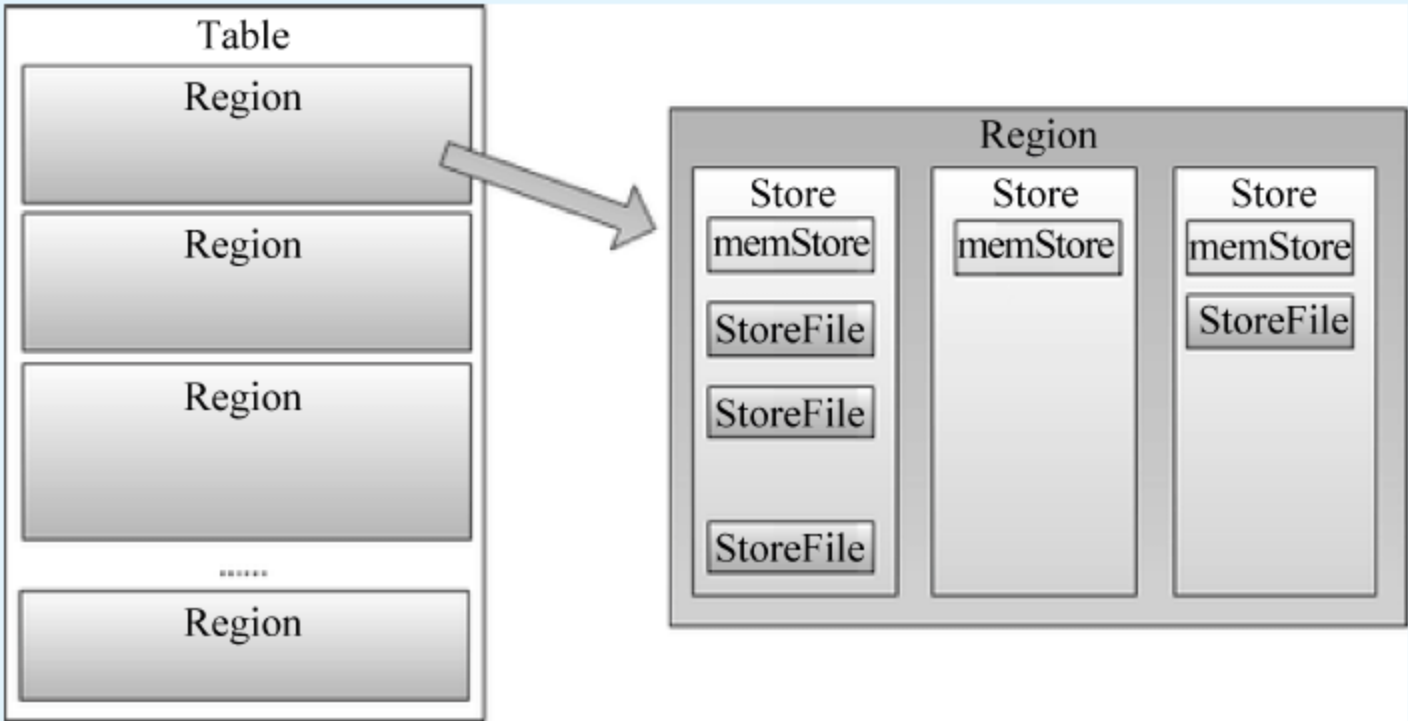 Table
Region
Region
Region
......
Region
Region
Store
memStore
StoreFile
StoreFile
StoreFile
Store
memStore
Store
memStore
StoreFile